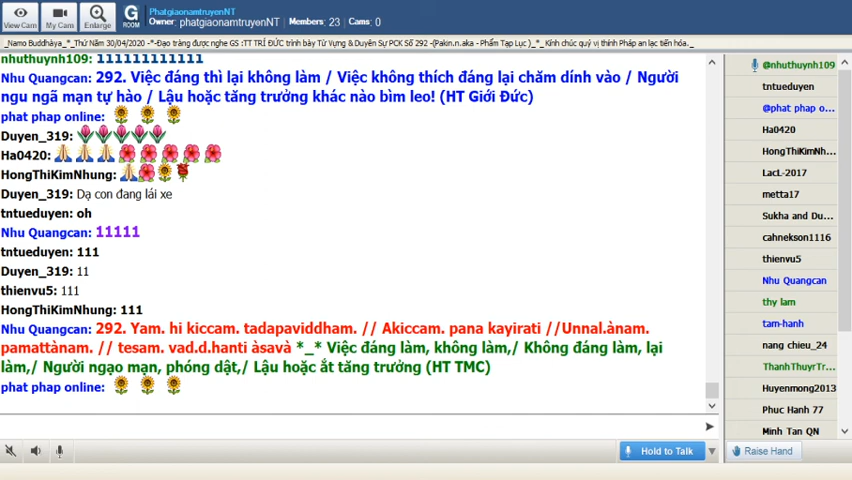 View Cam
My Cam
Enlarge
G
ROOM
PhatgiaonamtruyenNT
Owner: phatgiaonamtruyenNT Members: 23 Cams: 0
_Namo Buddhàya_*_Thứ Năm 30/04/2020 -*-Đạo tràng được nghe GS :TT TRÍ ĐỨC trình bày Từ Vựng & Duyên Sự PCK Số 292 -(Pakin.n.aka - Phẩm Tạp Lục )_*_ Kính chúc quý vị thính Pháp an lạc tiến hóa._
nhuthuynh109: 111111111111
Nhu Quangcan: 292. Việc đáng thì lại không làm / Việc không thích đáng lại chăm dính vào / Người
ngu ngã mạn tự hào / Lậu hoặc tăng trưởng khác nào bìm leo! (HT Giới Đức)
phat phap online:
Duyen_319:
Ha0420:
HongThiKimNhung:
Duyen_319: Dạ con đang lái xe
tntueduyen: oh
Nhu Quangcan: 11111
tntueduyen: 111
Duyen_319: 11
thienvu5: 111
HongThiKimNhung: 111
Nhu Quangcan: 292. Yam. hi kiccam. tadapaviddham. // Akiccam. pana kayirati //Unnal.ànam.
pamattànam. // tesam. vad.d.hanti àsavà *_* Việc đáng làm, không làm,/ Không đáng làm, lại
làm,/ Người ngạo mạn, phóng dật,/ Lậu hoặc ắt tăng trưởng (HT TMC)
phat phap online:
@nhuthuynh109
tntueduyen
@phat phap o...
Ha0420
HongThiKimNh...
LacL-2017
metta17
Sukha and Du...
cahnekson1116
thienvu5
Nhu Quangcan
thy lam
tam-hanh
nang chieu_24
ThanhThuyrTr...
Huyenmong2013
Phuc Hanh 77
Minh Tan QN
Hold to Talk
Raise Hand